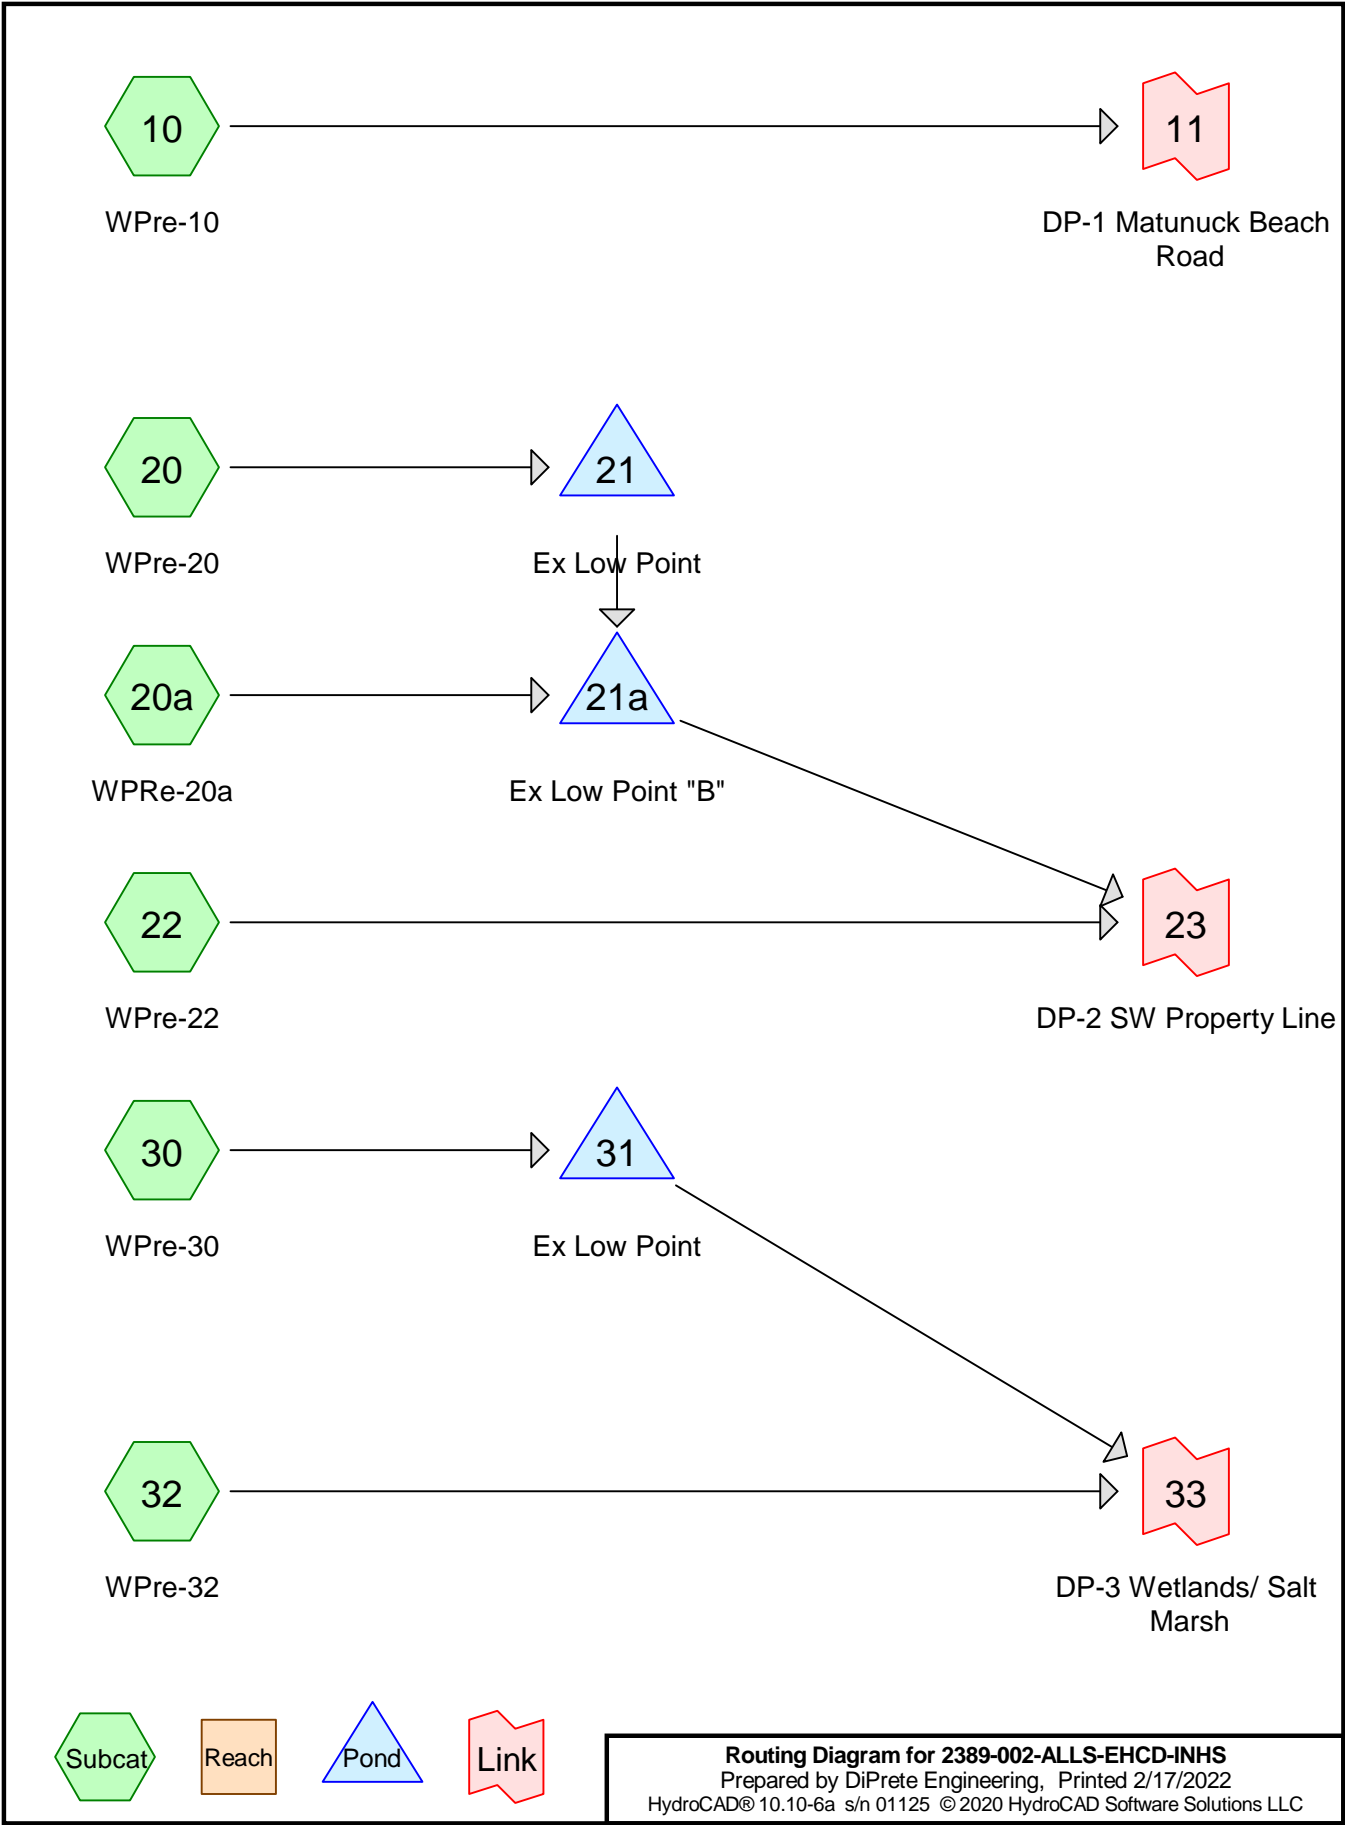 10
11
WPre-10
DP-1 Matunuck Beach
Road
20
21
WPre-20
Ex Low Point
20a
21a
WPRe-20a
Ex Low Point "B"
22
23
WPre-22
DP-2 SW Property Line
30
31
WPre-30
Ex Low Point
32
33
WPre-32
DP-3 Wetlands/ Salt
Marsh
Subcat
Reach
Pond
Link
Routing Diagram for 2389-002-ALLS-EHCD-INHS
Prepared by DiPrete Engineering, Printed 2/17/2022
HydroCAD® 10.10-6a s/n 01125 © 2020 HydroCAD Software Solutions LLC